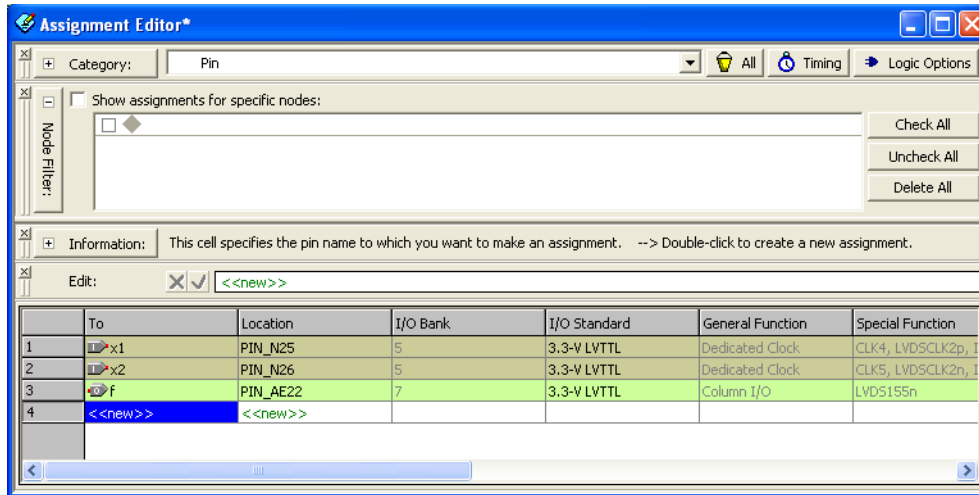 Assignment Editor*
Category: Pin All Timing Logic Options
Show assignments for specific nodes:
Node Filter:
Check All
Uncheck All
Delete All
Information: This cell specifies the pin name to which you want to make an assignment. --> Double-click to create a new assignment.
Edit: <<new>>
To Location I/O Bank I/O Standard General Function Special Function
1 x1 PIN_N25 5 3.3-V LVTTL Dedicated Clock CLK4, LVDSCLK2p, I
2 x2 PIN_N26 5 3.3-V LVTTL Dedicated Clock CLK5, LVDSCLK2n, I
3 f PIN_AE22 7 3.3-V LVTTL Column I/O LVDS155n
4 <<new>> <<new>>